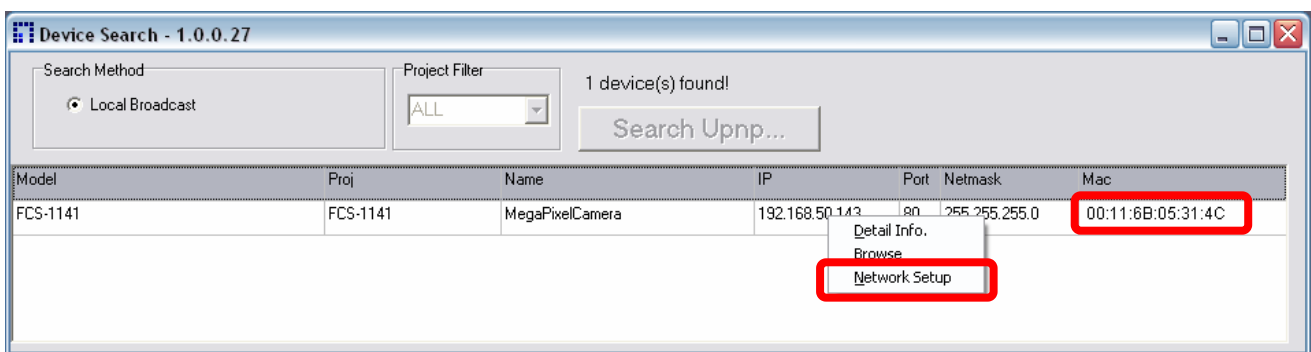 Device Search - 1.0.0.27
Search Method
Local Broadcast
Project Filter
ALL
1 device(s) found!
Search Upnp...
Model Proj Name IP Port Netmask Mac
FCS-1141 FCS-1141 MegaPixelCamera 192.168.50.143 80 255.255.255.0 00:11:6B:05:31:4C
Detail Info.
Browse
Network Setup